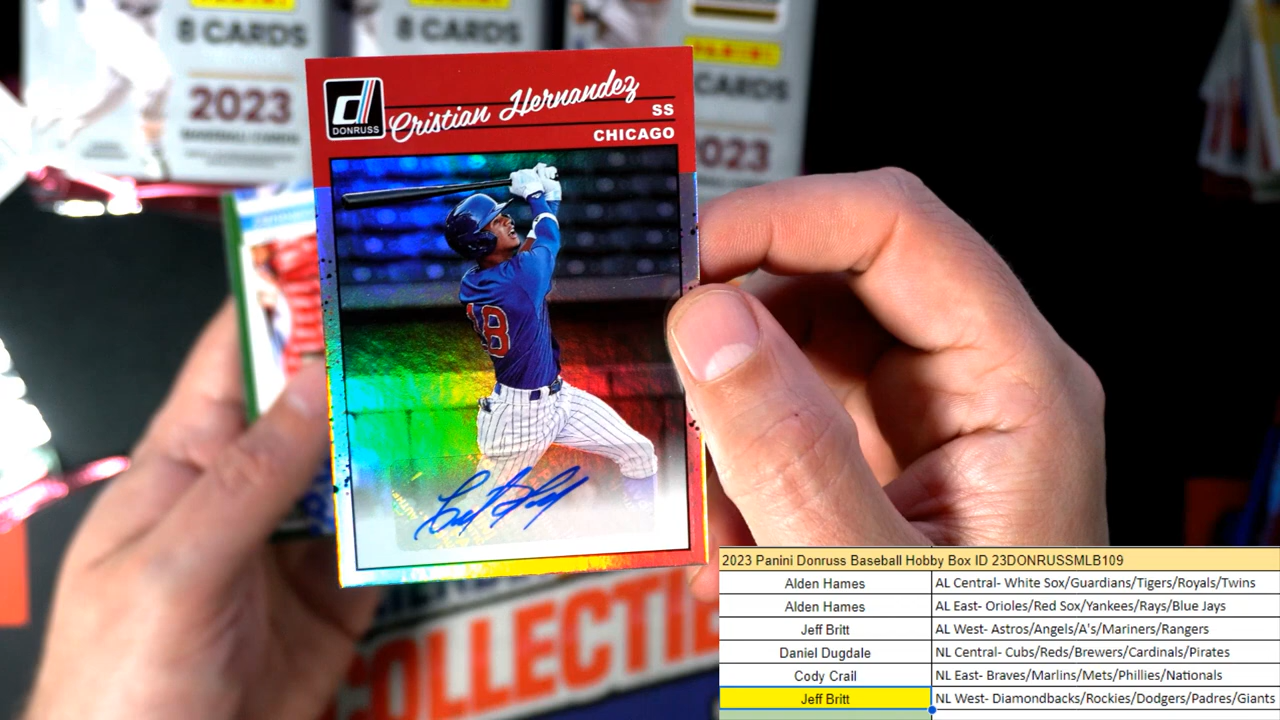 8 CARDS
8 CARDS
PANINI
CARDS
2023
BASEBALL CARDS
2023
DONRUSS
Cristian Hernandez
SS
CHICAGO
18
COLLECTI
2023 Panini Donruss Baseball Hobby Box ID 23DONRUSSMLB109
Alden Hames AL Central- White Sox/Guardians/Tigers/Royals/Twins
Alden Hames AL East- Orioles/Red Sox/Yankees/Rays/Blue Jays
Jeff Britt AL West- Astros/Angels/A's/Mariners/Rangers
Daniel Dugdale NL Central- Cubs/Reds/Brewers/Cardinals/Pirates
Cody Crail NL East- Braves/Marlins/Mets/Phillies/Nationals
Jeff Britt NL West- Diamondbacks/Rockies/Dodgers/Padres/Giants